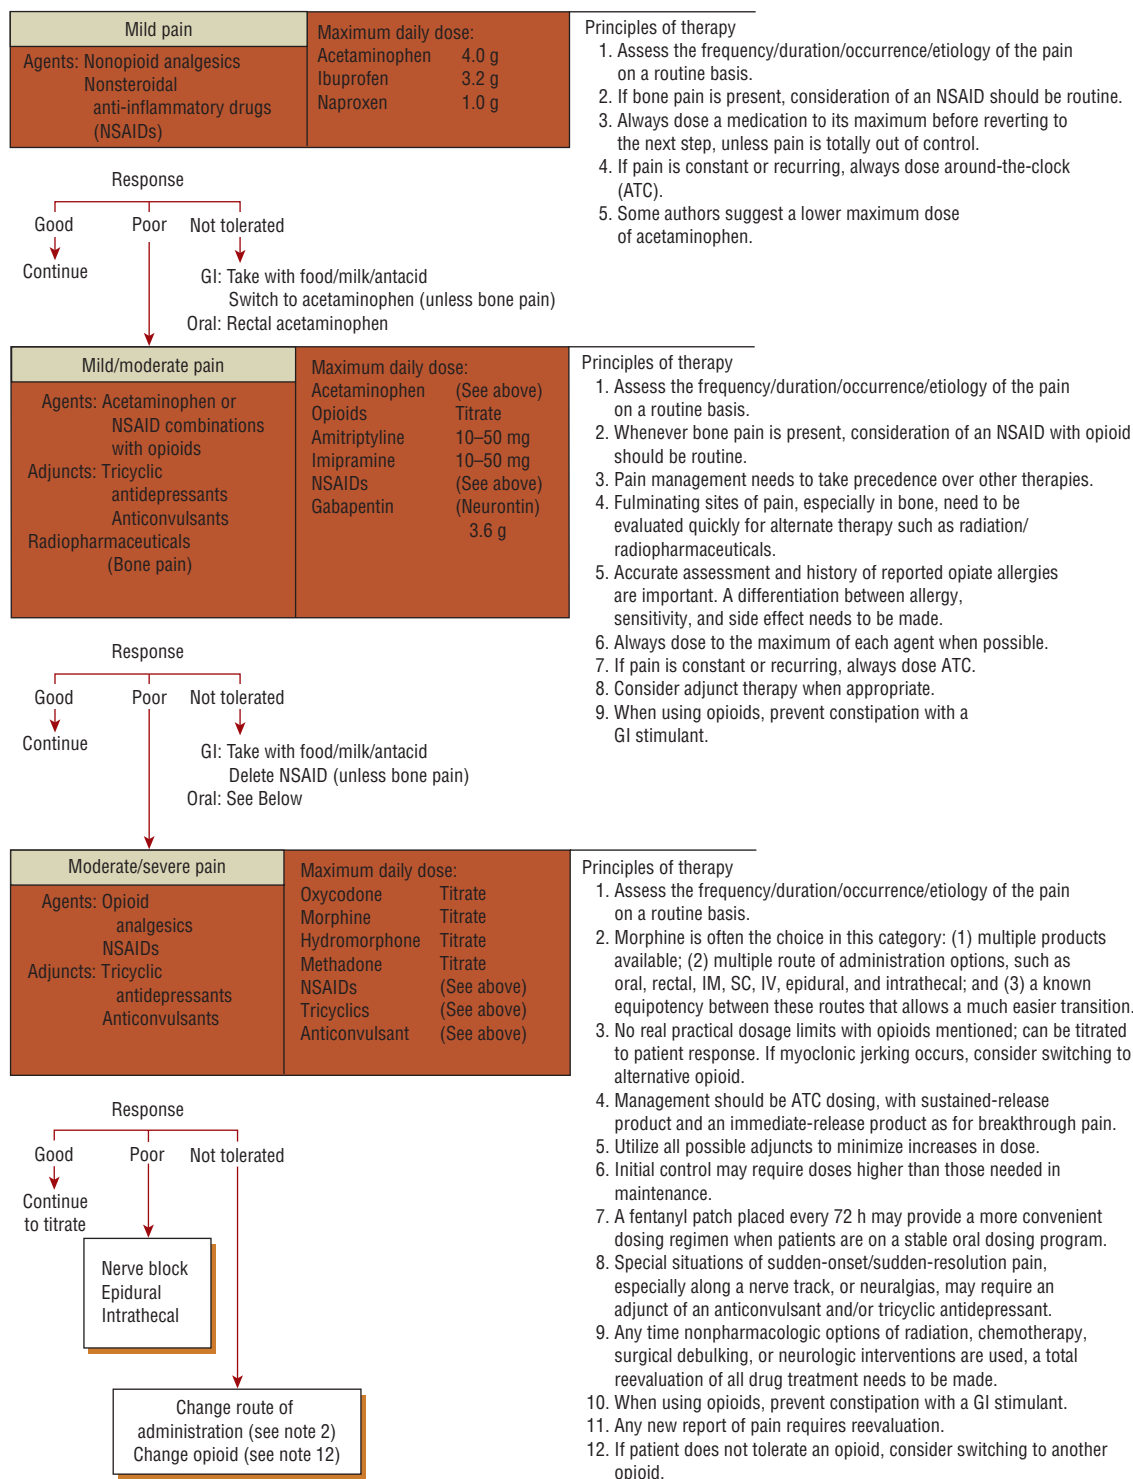 Mild pain
Agents: Nonopioid analgesics
Nonsteroidal
anti-inflammatory drugs
(NSAIDs)
Maximum daily dose:
Acetaminophen 4.0 g
Ibuprofen 3.2 g
Naproxen 1.0 g
Principles of therapy
1. Assess the frequency/duration/occurrence/etiology of the pain
on a routine basis.
2. If bone pain is present, consideration of an NSAID should be routine.
3. Always dose a medication to its maximum before reverting to
the next step, unless pain is totally out of control.
4. If pain is constant or recurring, always dose around-the-clock
(ATC).
5. Some authors suggest a lower maximum dose
of acetaminophen.
Response
Good Poor Not tolerated
Continue
GI: Take with food/milk/antacid
Switch to acetaminophen (unless bone pain)
Oral: Rectal acetaminophen
Mild/moderate pain
Agents: Acetaminophen or
NSAID combinations
with opioids
Adjuncts: Tricyclic
antidepressants
Anticonvulsants
Radiopharmaceuticals
(Bone pain)
Maximum daily dose:
Acetaminophen (See above)
Opioids Titrate
Amitriptyline 10–50 mg
Imipramine 10–50 mg
NSAIDs (See above)
Gabapentin (Neurontin)
3.6 g
Principles of therapy
1. Assess the frequency/duration/occurrence/etiology of the pain
on a routine basis.
2. Whenever bone pain is present, consideration of an NSAID with opioid
should be routine.
3. Pain management needs to take precedence over other therapies.
4. Fulminating sites of pain, especially in bone, need to be
evaluated quickly for alternate therapy such as radiation/
radiopharmaceuticals.
5. Accurate assessment and history of reported opiate allergies
are important. A differentiation between allergy,
sensitivity, and side effect needs to be made.
6. Always dose to the maximum of each agent when possible.
7. If pain is constant or recurring, always dose ATC.
8. Consider adjunct therapy when appropriate.
9. When using opioids, prevent constipation with a
GI stimulant.
Response
Good Poor Not tolerated
Continue
GI: Take with food/milk/antacid
Delete NSAID (unless bone pain)
Oral: See Below
Moderate/severe pain
Agents: Opioid
analgesics
NSAIDs
Adjuncts: Tricyclic
antidepressants
Anticonvulsants
Maximum daily dose:
Oxycodone Titrate
Morphine Titrate
Hydromorphone Titrate
Methadone Titrate
NSAIDs (See above)
Tricyclics (See above)
Anticonvulsant (See above)
Principles of therapy
1. Assess the frequency/duration/occurrence/etiology of the pain
on a routine basis.
2. Morphine is often the choice in this category: (1) multiple products
available; (2) multiple route of administration options, such as
oral, rectal, IM, SC, IV, epidural, and intrathecal; and (3) a known
equipotency between these routes that allows a much easier transition.
3. No real practical dosage limits with opioids mentioned; can be titrated
to patient response. If myoclonic jerking occurs, consider switching to
alternative opioid.
4. Management should be ATC dosing, with sustained-release
product and an immediate-release product as for breakthrough pain.
5. Utilize all possible adjuncts to minimize increases in dose.
6. Initial control may require doses higher than those needed in
maintenance.
7. A fentanyl patch placed every 72 h may provide a more convenient
dosing regimen when patients are on a stable oral dosing program.
8. Special situations of sudden-onset/sudden-resolution pain,
especially along a nerve track, or neuralgias, may require an
adjunct of an anticonvulsant and/or tricyclic antidepressant.
9. Any time nonpharmacologic options of radiation, chemotherapy,
surgical debulking, or neurologic interventions are used, a total
reevaluation of all drug treatment needs to be made.
10. When using opioids, prevent constipation with a GI stimulant.
11. Any new report of pain requires reevaluation.
12. If patient does not tolerate an opioid, consider switching to another
opioid.
Response
Good Poor Not tolerated
Continue
to titrate
Nerve block
Epidural
Intrathecal
Change route of
administration (see note 2)
Change opioid (see note 12)